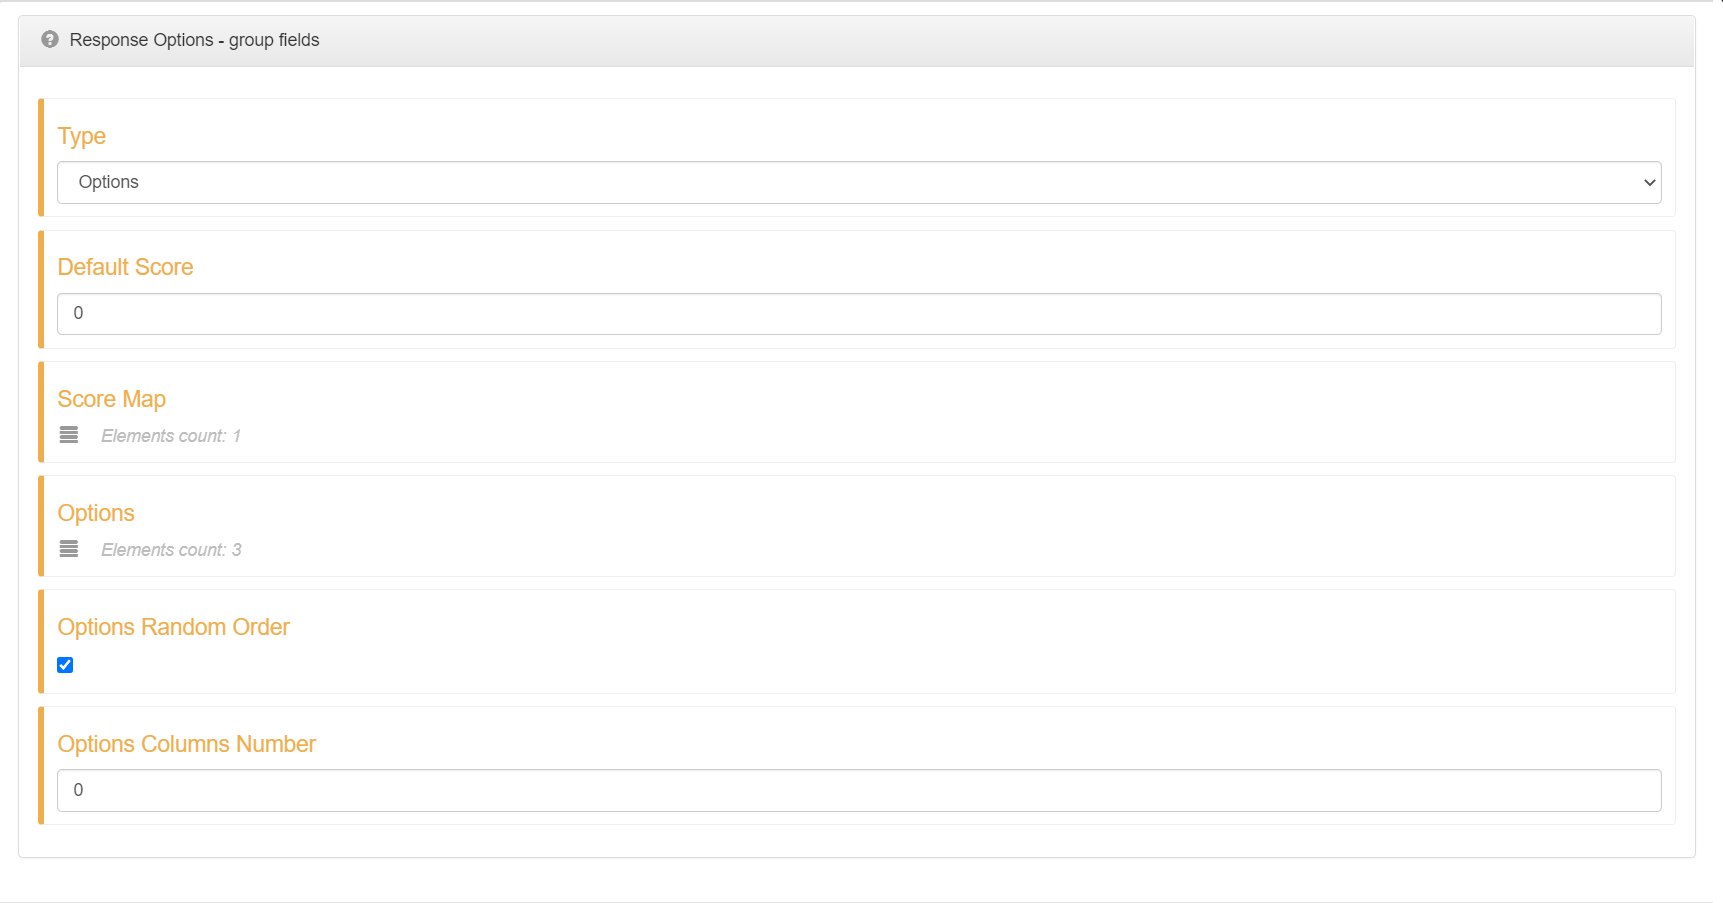 Response Options - group fields
Type
Options
Default Score
0
Score Map
Elements count: 1
Options
Elements count: 3
Options Random Order
Options Columns Number
0